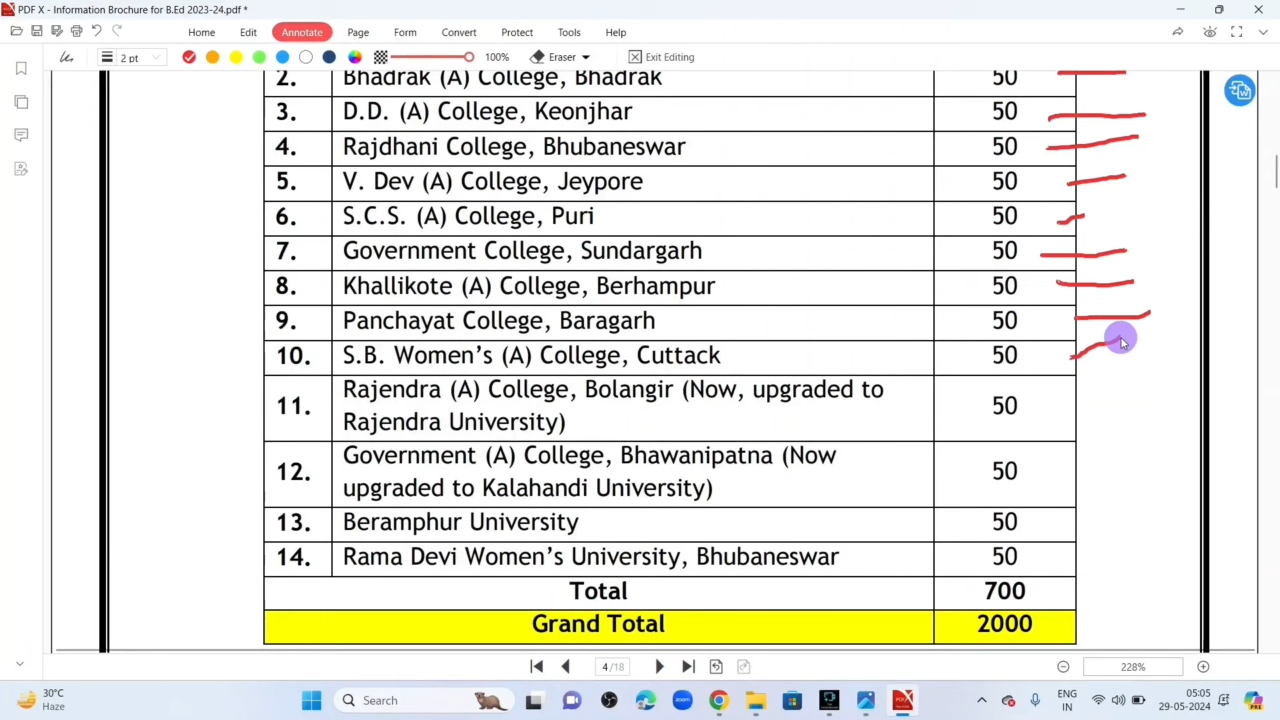 PDF X - Information Brochure for B.Ed 2023-24.pdf *
Home Edit Annotate Page Form Convert Protect Tools Help
2 pt 100% Eraser Exit Editing
2. Bhadrak (A) College, Bhadrak 50
3. D.D. (A) College, Keonjhar 50
4. Rajdhani College, Bhubaneswar 50
5. V. Dev (A) College, Jeypore 50
6. S.C.S. (A) College, Puri 50
7. Government College, Sundargarh 50
8. Khallikote (A) College, Berhampur 50
9. Panchayat College, Baragarh 50
10. S.B. Women's (A) College, Cuttack 50
11. Rajendra (A) College, Bolangir (Now, upgraded to
Rajendra University) 50
12. Government (A) College, Bhawanipatna (Now
upgraded to Kalahandi University) 50
13. Beramphur University 50
14. Rama Devi Women's University, Bhubaneswar 50
Total 700
Grand Total 2000
4 /18 228%
30°C
Haze
Search
zoom
ENG
IN
05:05
29-05-2024